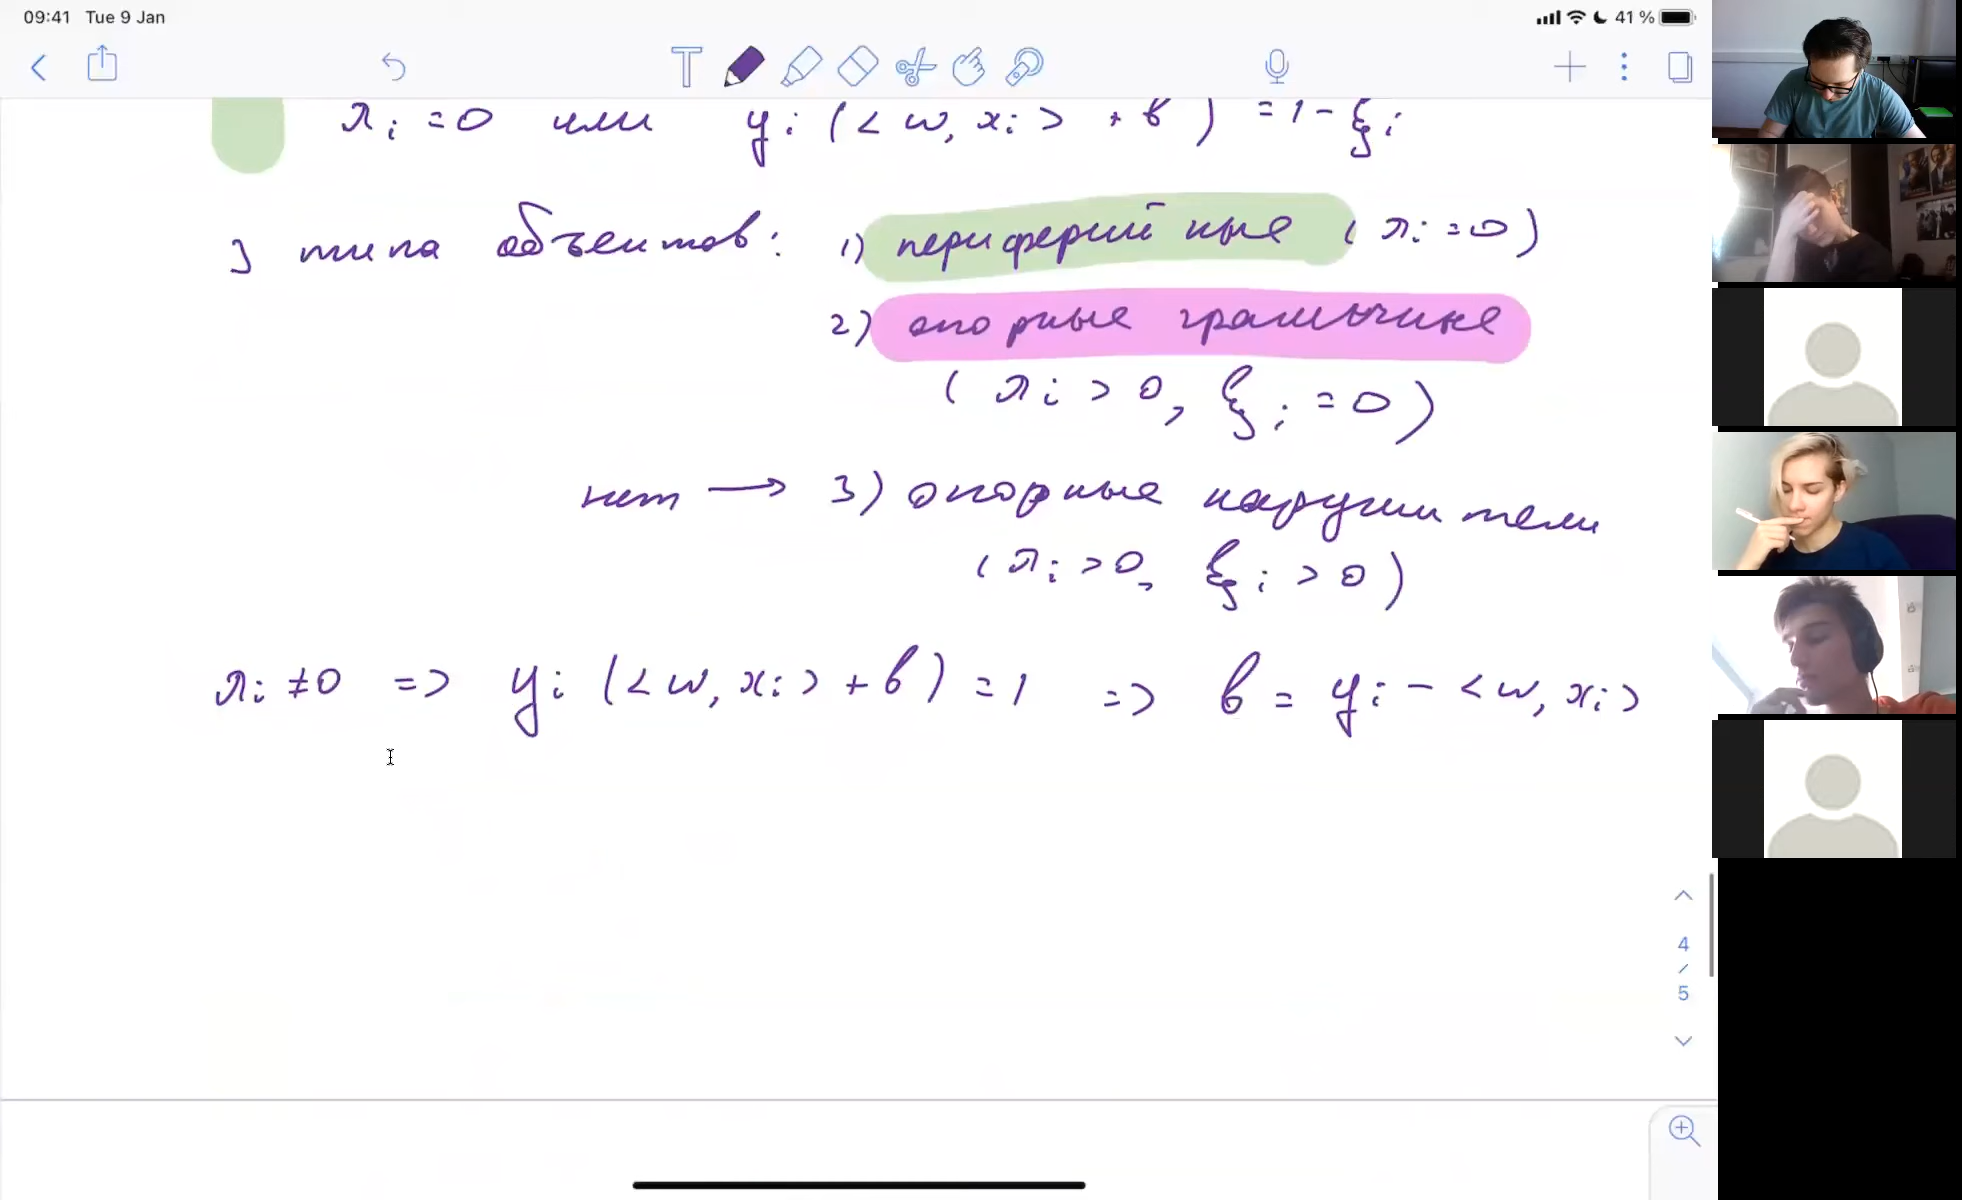 09:41 Tue 9 Jan
41 %
T
λi = 0 или yi (<w, xi> + b) = 1 - ξi
3 типа объектов: 1) периферийные (λi = 0)
2) опорные граничные
(λi > 0, ξi = 0)
нет → 3) опорные нарушители
(λi > 0, ξi > 0)
λi ≠ 0 => yi (<w, xi> + b) = 1 => b = yi - <w, xi>
4
/
5